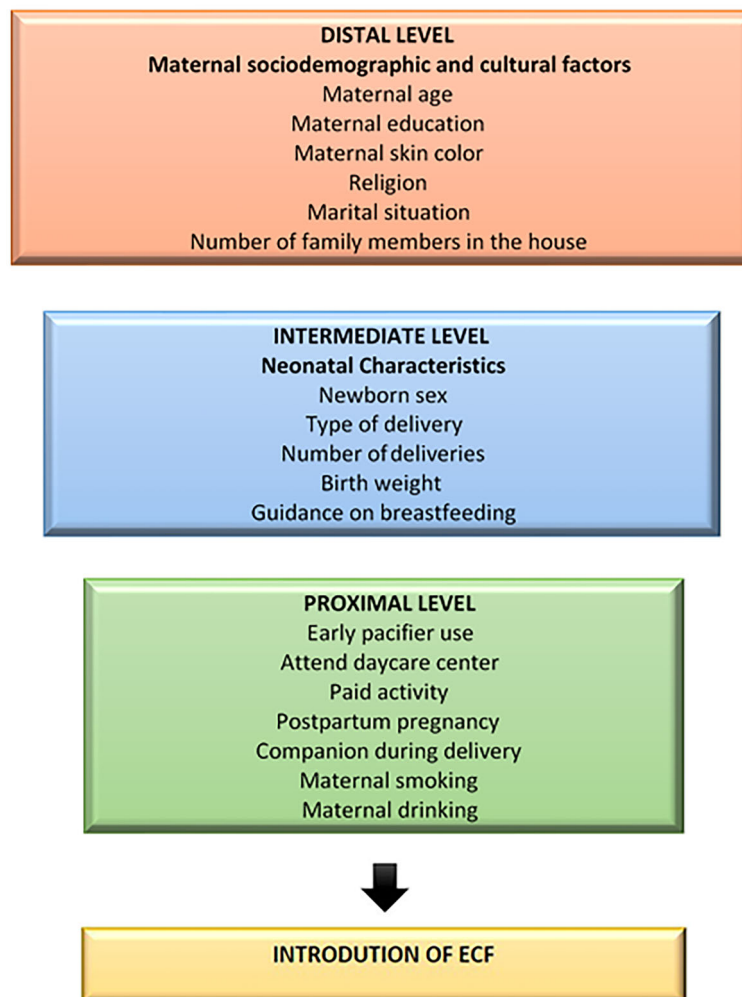 DISTAL LEVEL
Maternal sociodemographic and cultural factors
Maternal age
Maternal education
Maternal skin color
Religion
Marital situation
Number of family members in the house
INTERMEDIATE LEVEL
Neonatal Characteristics
Newborn sex
Type of delivery
Number of deliveries
Birth weight
Guidance on breastfeeding
PROXIMAL LEVEL
Early pacifier use
Attend daycare center
Paid activity
Postpartum pregnancy
Companion during delivery
Maternal smoking
Maternal drinking
INTRODUTION OF ECF